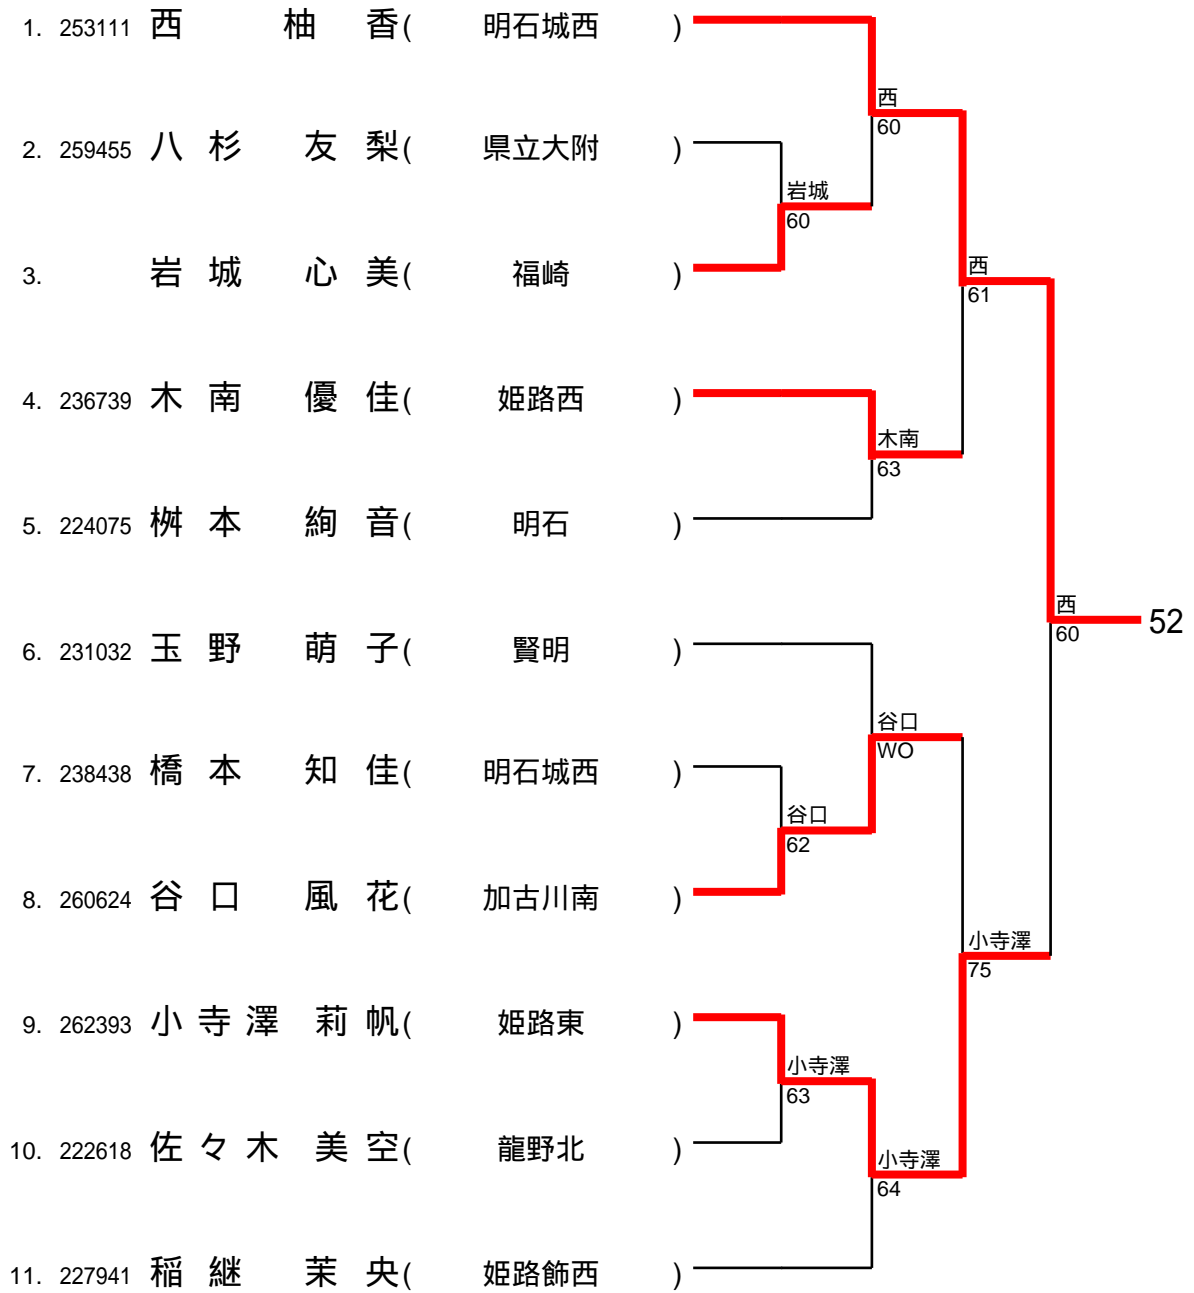 1. 253111 西 柚 香( 明石城西 )
西
60
2. 259455 八 杉 友 梨( 県立大附 )
岩城
60
3. 岩 城 心 美( 福崎 )
西
61
4. 236739 木 南 優 佳( 姫路西 )
木南
63
5. 224075 桝 本 絢 音( 明石 )
西
60
52
6. 231032 玉 野 萌 子( 賢明 )
谷口
WO
7. 238438 橋 本 知 佳( 明石城西 )
谷口
62
8. 260624 谷 口 風 花( 加古川南 )
小寺澤
75
9. 262393 小 寺 澤 莉 帆( 姫路東 )
小寺澤
63
10. 222618 佐 々 木 美 空( 龍野北 )
小寺澤
64
11. 227941 稲 継 茉 央( 姫路飾西 )